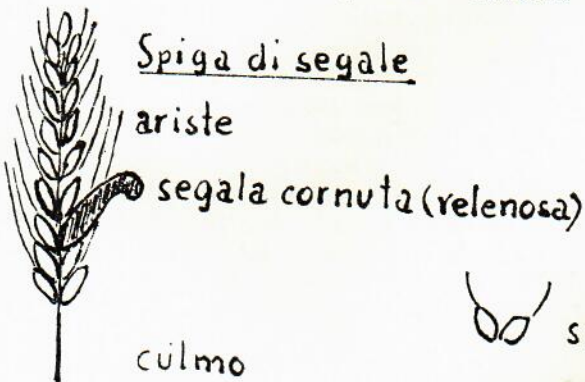 Spiga di segale
ariste
segala cornuta (velenosa)
s
culmo